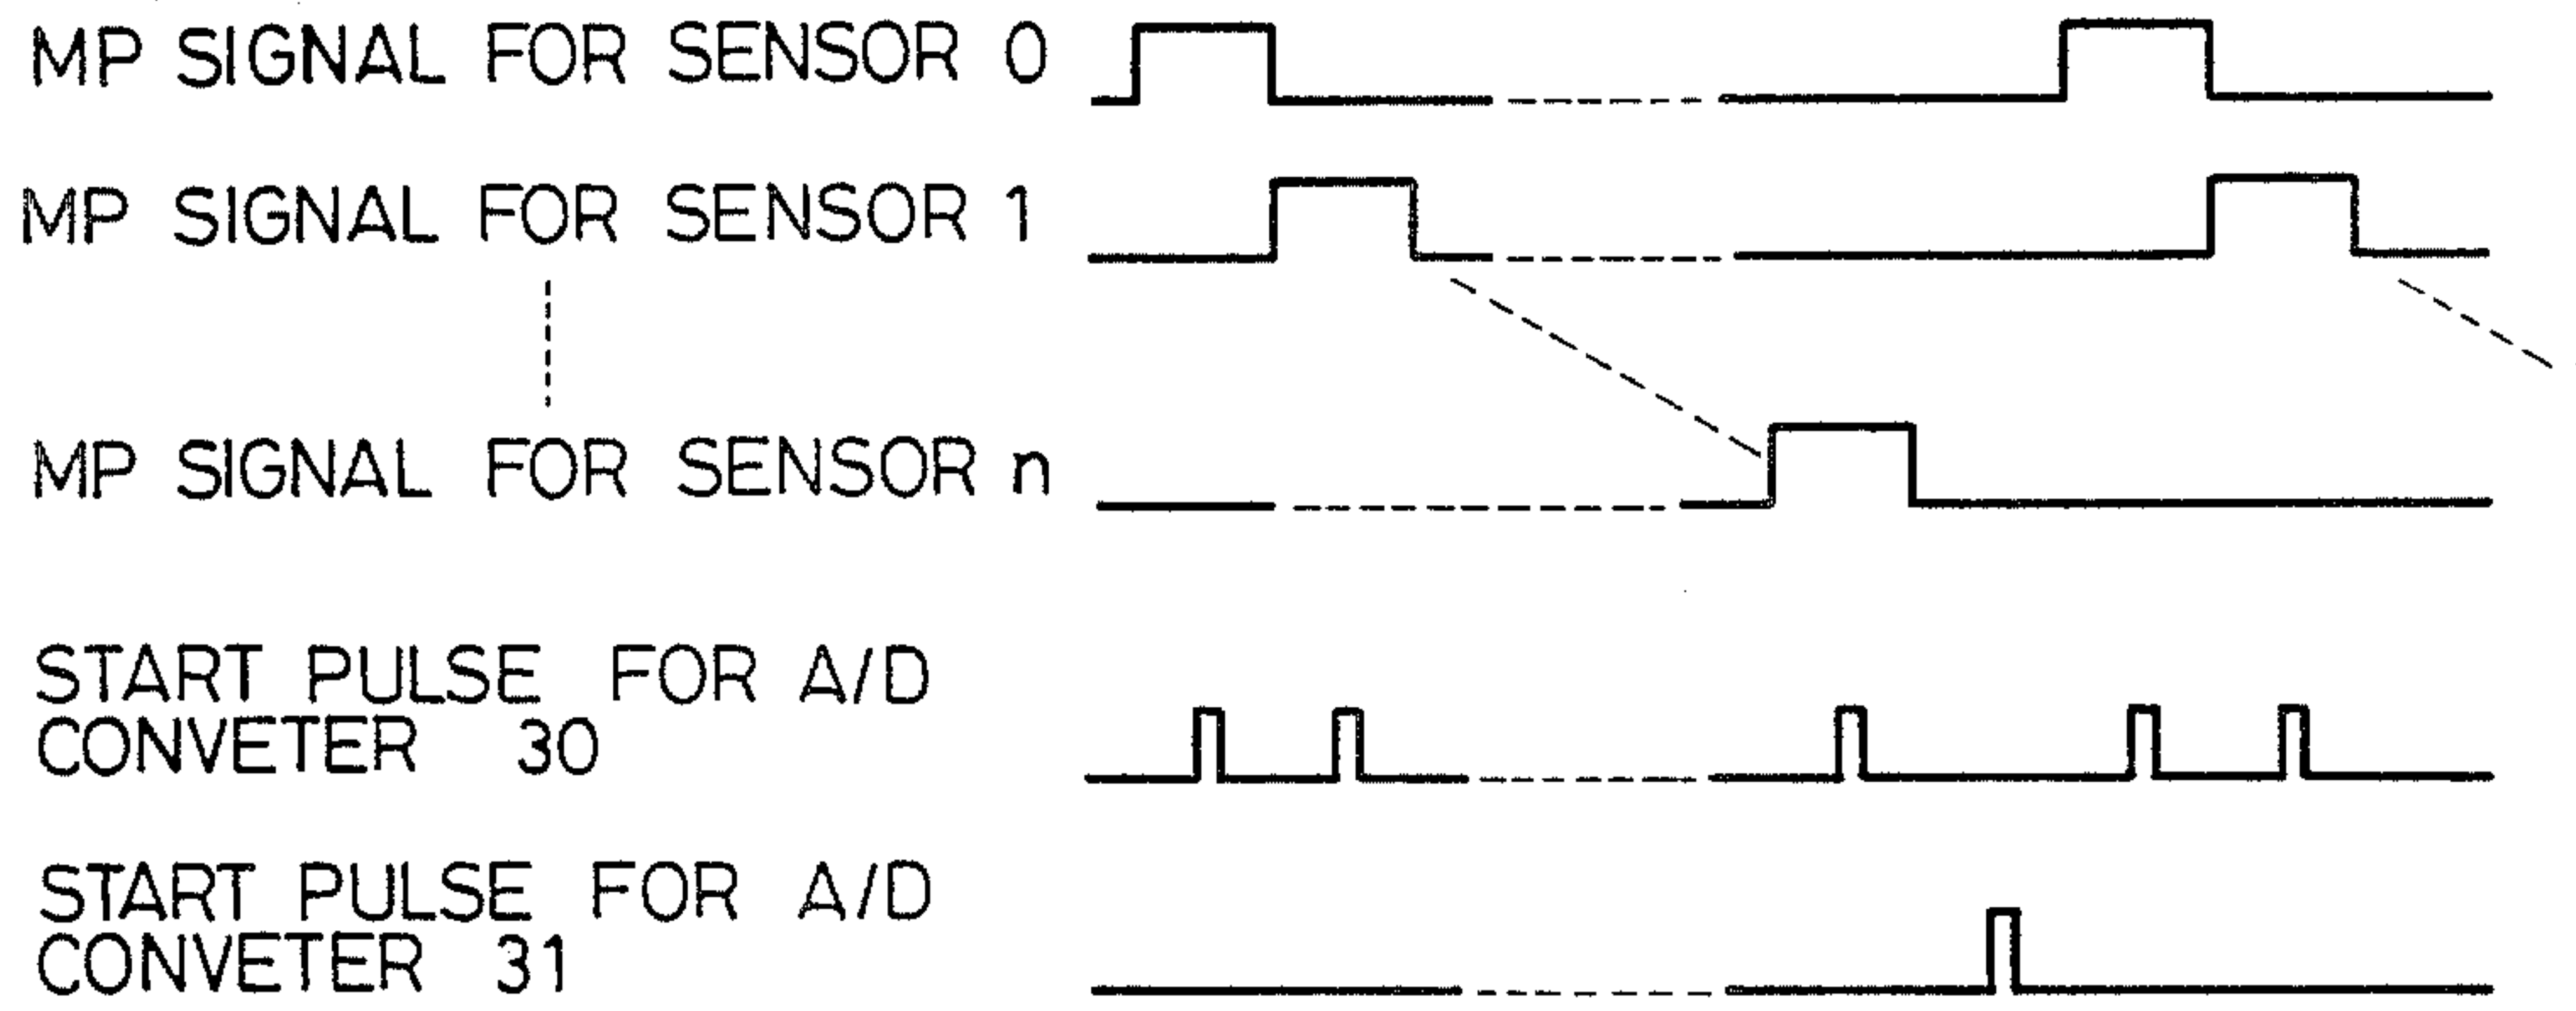 MP SIGNAL FOR SENSOR 0
MP SIGNAL FOR SENSOR 1
MP SIGNAL FOR SENSOR n
START PULSE FOR A/D
CONVETER 30
START PULSE FOR A/D
CONVETER 31